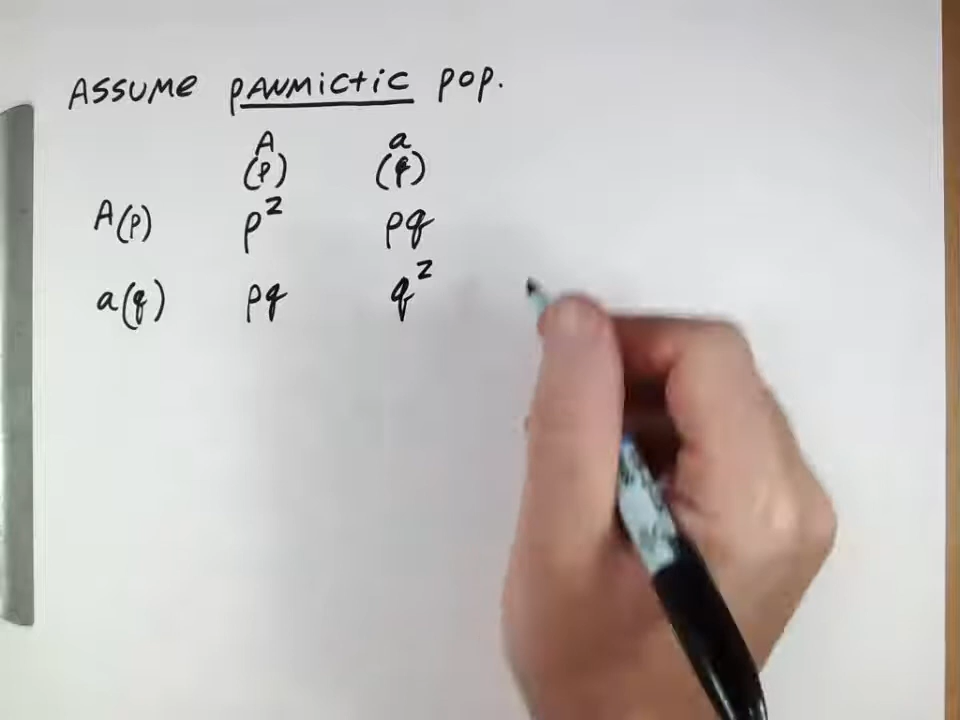 ASSUME pANMictic pop.
A a
(p) (q)
A(p) p² pq
a(q) pq q²